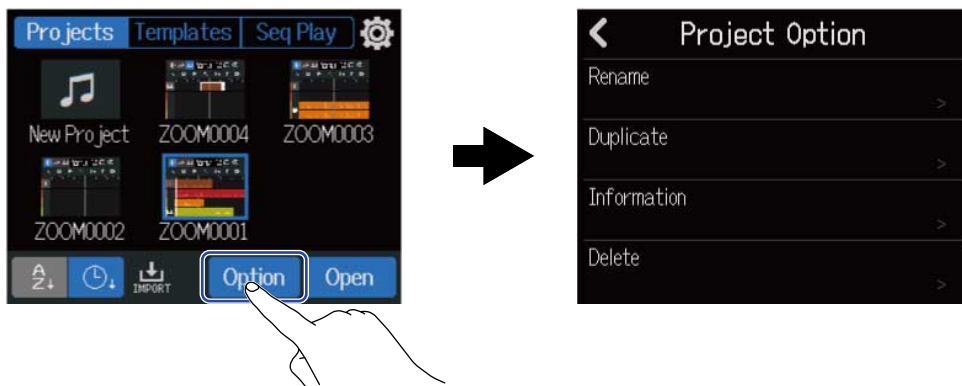 Projects Templates Seq Play
New Project ZOOM0004 ZOOM0003
ZOOM0002 ZOOM0001
A
Z↓ IMPORT Option Open
Project Option
Rename
>
Duplicate
>
Information
>
Delete
>